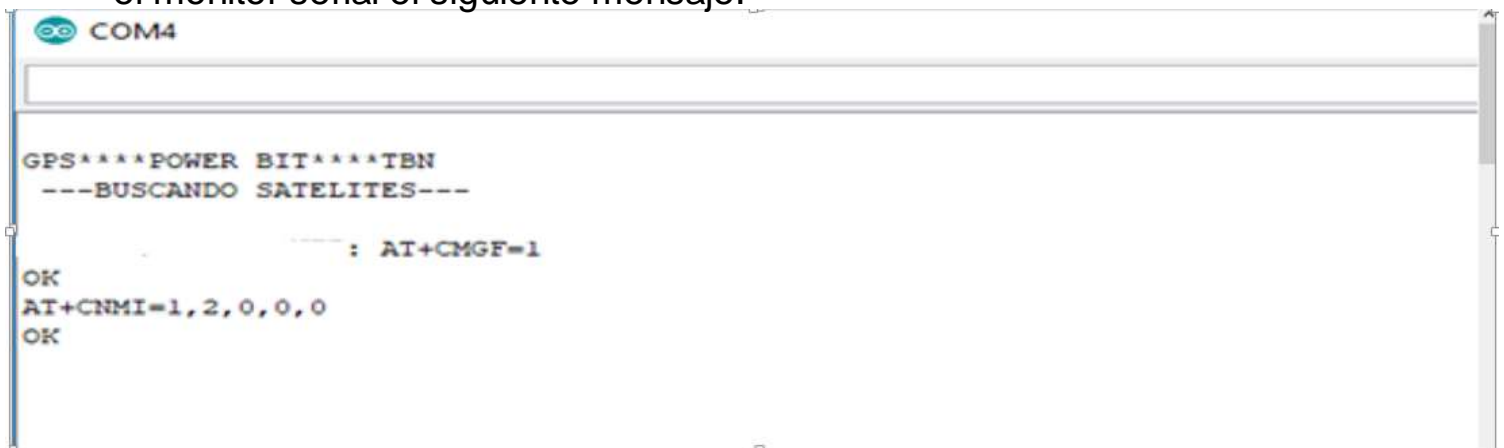 el monitor serial el siguiente mensaje:
COM4
GPS****POWER BIT****TBN
---BUSCANDO SATELITES---
: AT+CMGF=1
OK
AT+CNMI=1,2,0,0,0
OK